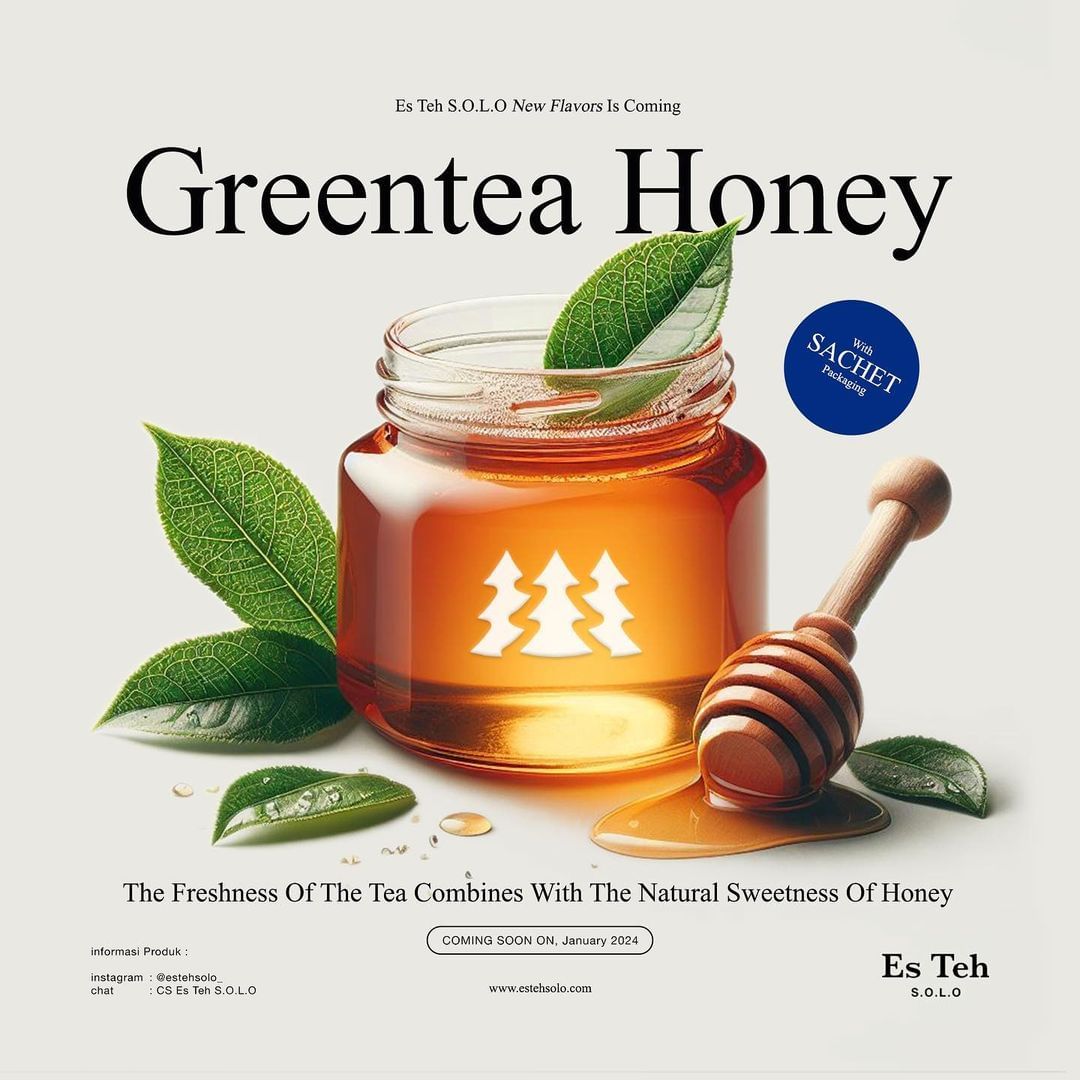 Es Teh S.O.L.O New Flavors Is Coming
Greentea Honey
With
SACHET
Packaging
The Freshness Of The Tea Combines With The Natural Sweetness Of Honey
COMING SOON ON, January 2024
informasi Produk :
instagram : @estehsolo_
chat : CS Es Teh S.O.L.O
www.estehsolo.com
Es Teh
S.O.L.O